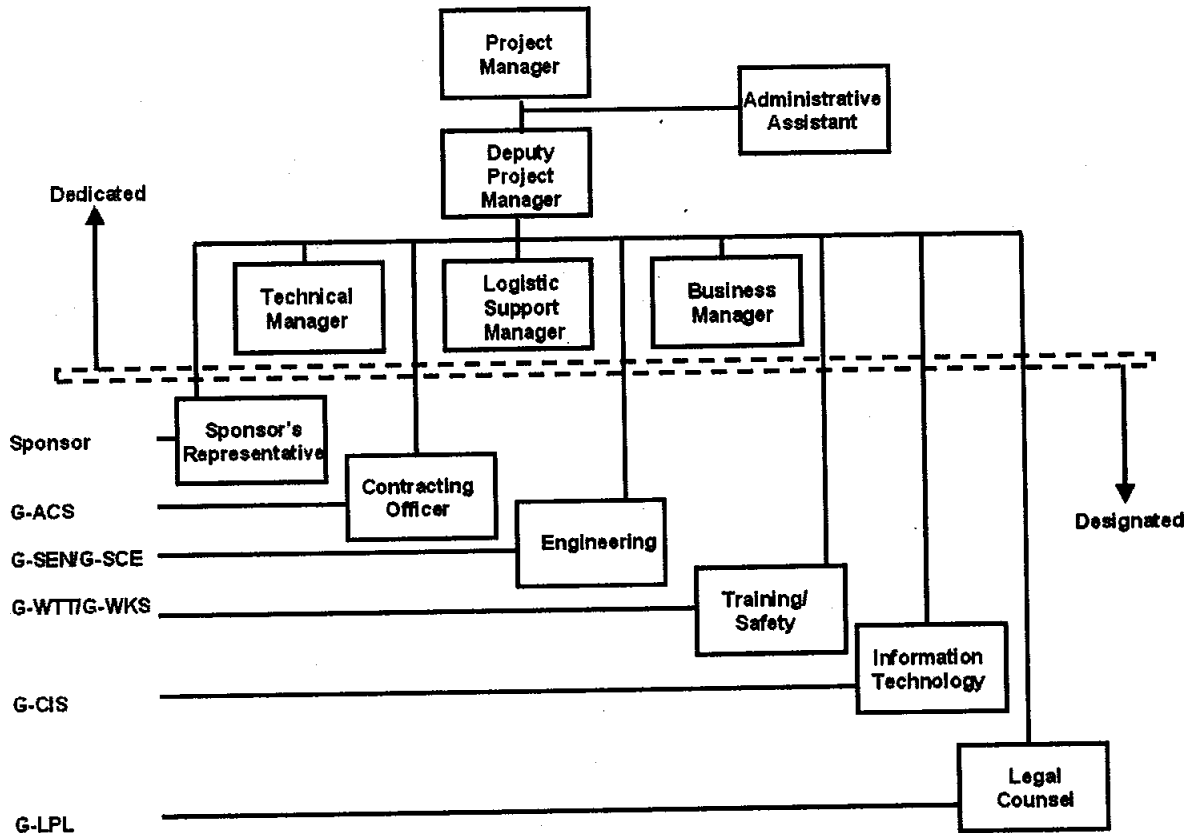 Project
Manager
Administrative
Assistant
Deputy
Project
Manager
Dedicated
Technical
Manager
Logistic
Support
Manager
Business
Manager
Sponsor
Sponsor's
Representative
G-ACS
Contracting
Officer
Designated
G-SEN/G-SCE
Engineering
G-WTT/G-WKS
Training/
Safety
Information
Technology
G-CIS
Legal
Counsel
G-LPL